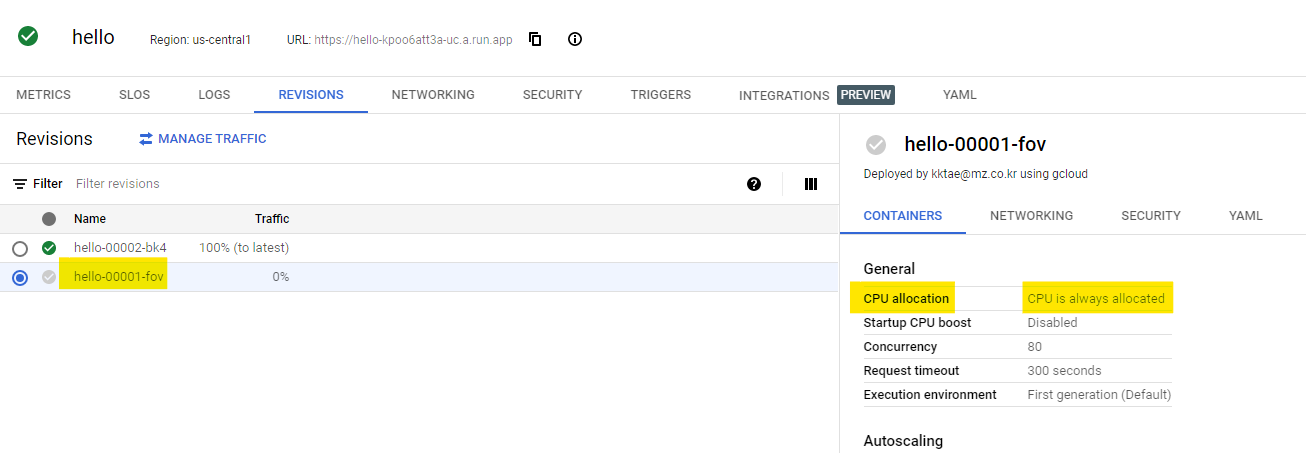 hello Region: us-central1 URL: https://hello-kpoo6att3a-uc.a.run.app
METRICS SLOS LOGS REVISIONS NETWORKING SECURITY TRIGGERS INTEGRATIONS PREVIEW YAML
Revisions MANAGE TRAFFIC
Filter Filter revisions
Name Traffic
hello-00002-bk4 100% (to latest)
hello-00001-fov 0%
hello-00001-fov
Deployed by kktae@mz.co.kr using gcloud
CONTAINERS NETWORKING SECURITY YAML
General
CPU allocation CPU is always allocated
Startup CPU boost Disabled
Concurrency 80
Request timeout 300 seconds
Execution environment First generation (Default)
Autoscaling